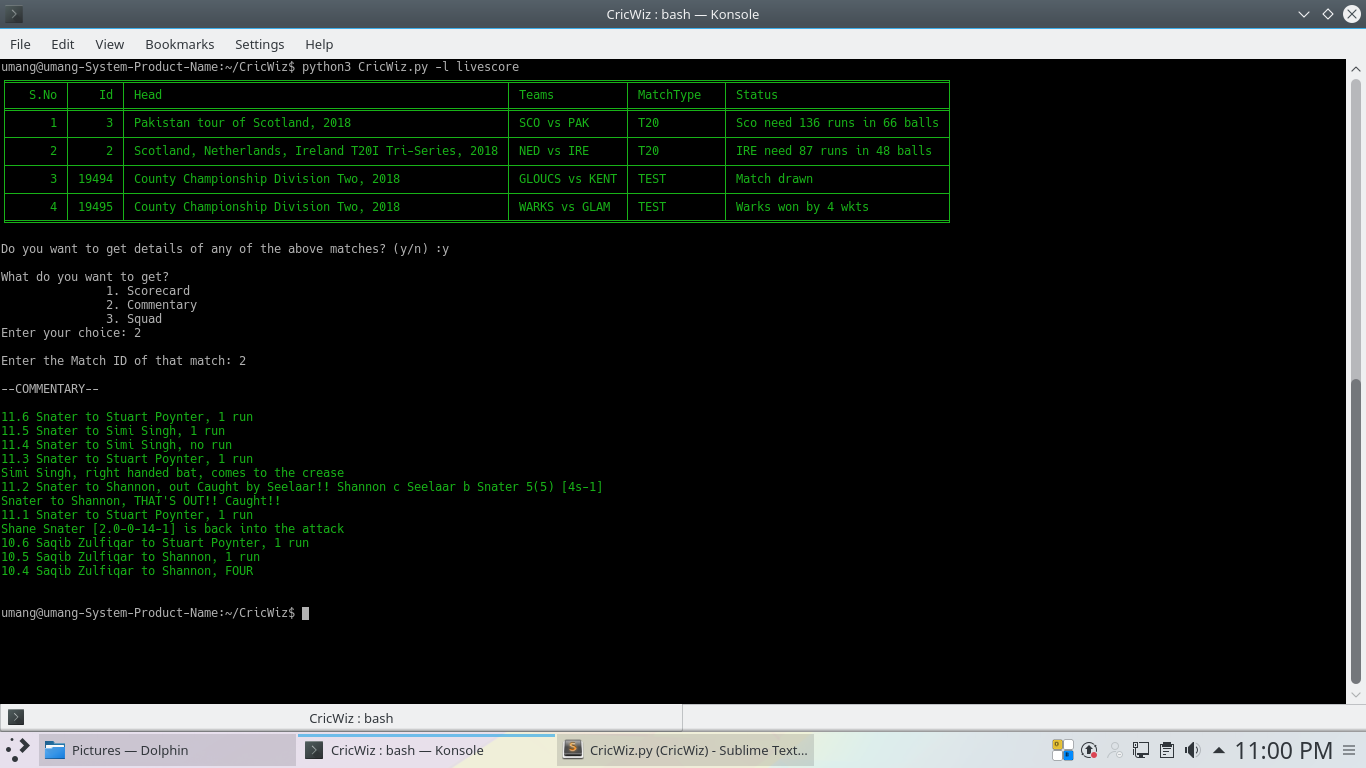 CricWiz : bash — Konsole
File Edit View Bookmarks Settings Help
umang@umang-System-Product-Name:~/CricWiz$ python3 CricWiz.py -l livescore
S.No Id Head Teams MatchType Status
1 3 Pakistan tour of Scotland, 2018 SCO vs PAK T20 Sco need 136 runs in 66 balls
2 2 Scotland, Netherlands, Ireland T20I Tri-Series, 2018 NED vs IRE T20 IRE need 87 runs in 48 balls
3 19494 County Championship Division Two, 2018 GLOUCS vs KENT TEST Match drawn
4 19495 County Championship Division Two, 2018 WARKS vs GLAM TEST Warks won by 4 wkts
Do you want to get details of any of the above matches? (y/n) :y
What do you want to get?
1. Scorecard
2. Commentary
3. Squad
Enter your choice: 2
Enter the Match ID of that match: 2
--COMMENTARY--
11.6 Snater to Stuart Poynter, 1 run
11.5 Snater to Simi Singh, 1 run
11.4 Snater to Simi Singh, no run
11.3 Snater to Stuart Poynter, 1 run
Simi Singh, right handed bat, comes to the crease
11.2 Snater to Shannon, out Caught by Seelaar!! Shannon c Seelaar b Snater 5(5) [4s-1]
Snater to Shannon, THAT'S OUT!! Caught!!
11.1 Snater to Stuart Poynter, 1 run
Shane Snater [2.0-0-14-1] is back into the attack
10.6 Saqib Zulfiqar to Stuart Poynter, 1 run
10.5 Saqib Zulfiqar to Shannon, 1 run
10.4 Saqib Zulfiqar to Shannon, FOUR
umang@umang-System-Product-Name:~/CricWiz$
CricWiz : bash
Pictures — Dolphin CricWiz : bash — Konsole CricWiz.py (CricWiz) - Sublime Text... 11:00 PM